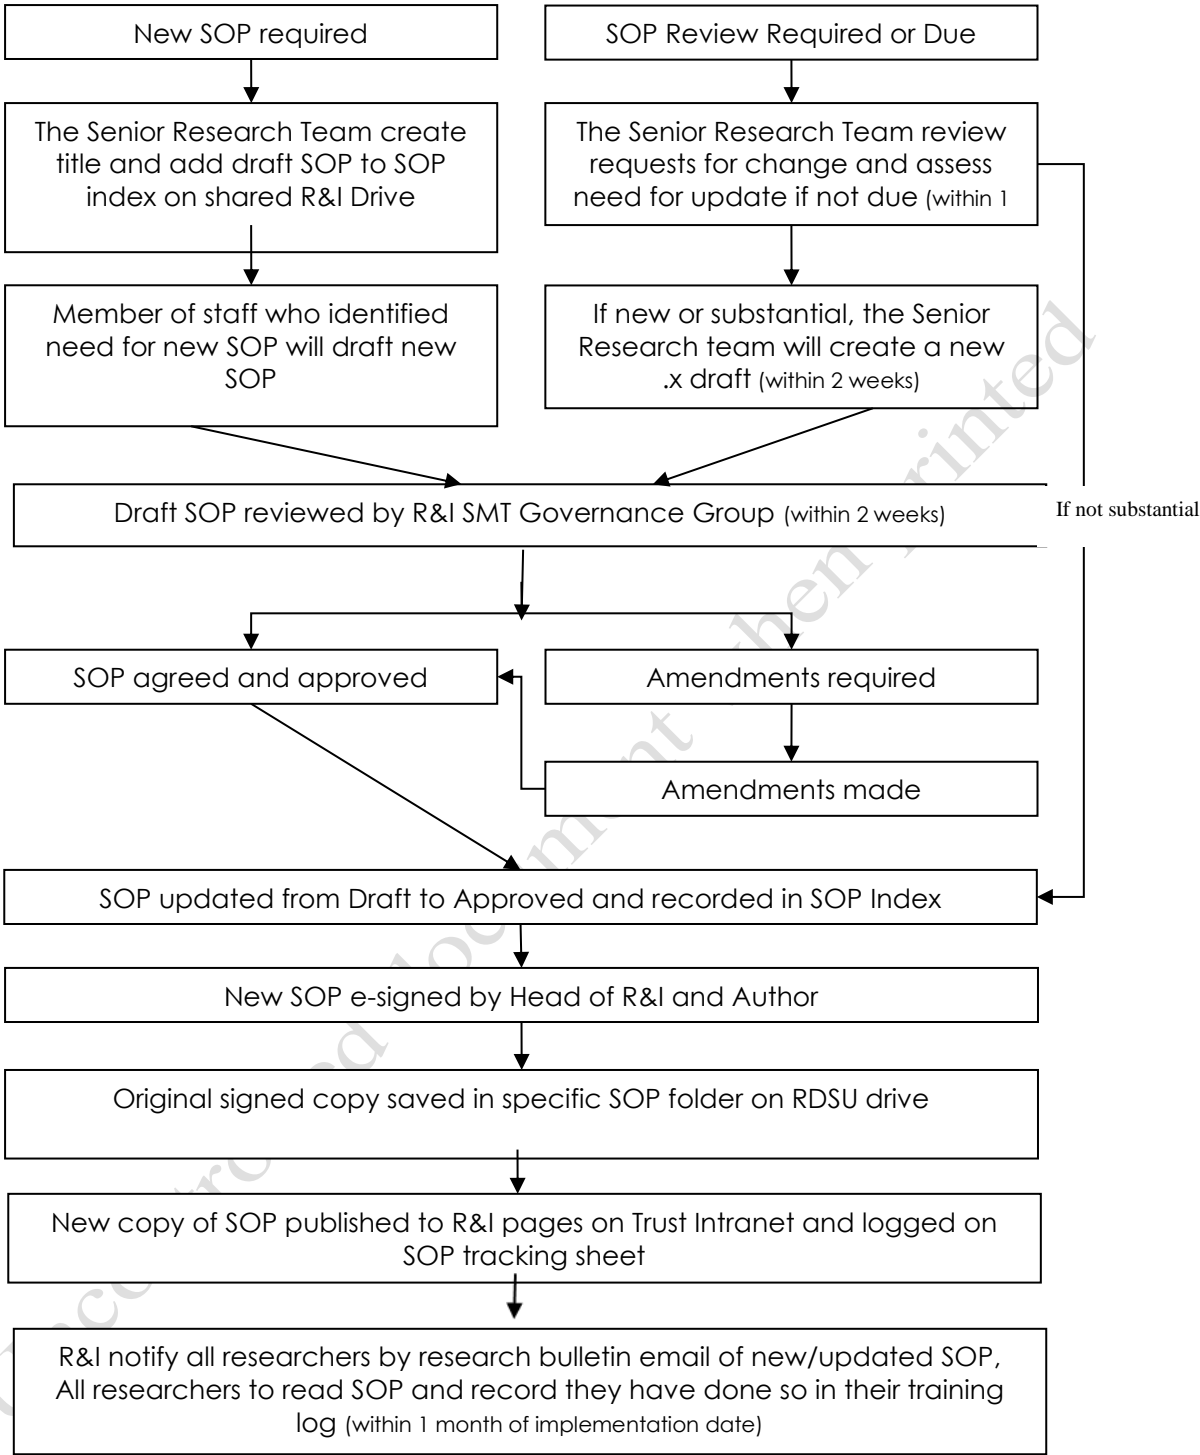 New SOP required
SOP Review Required or Due
The Senior Research Team create
title and add draft SOP to SOP
index on shared R&I Drive
The Senior Research Team review
requests for change and assess
need for update if not due (within 1
Member of staff who identified
need for new SOP will draft new
SOP
If new or substantial, the Senior
Research team will create a new
.x draft (within 2 weeks)
Draft SOP reviewed by R&I SMT Governance Group (within 2 weeks)
If not substantial
SOP agreed and approved
Amendments required
Amendments made
SOP updated from Draft to Approved and recorded in SOP Index
New SOP e-signed by Head of R&I and Author
Original signed copy saved in specific SOP folder on RDSU drive
New copy of SOP published to R&I pages on Trust Intranet and logged on
SOP tracking sheet
R&I notify all researchers by research bulletin email of new/updated SOP,
All researchers to read SOP and record they have done so in their training
log (within 1 month of implementation date)